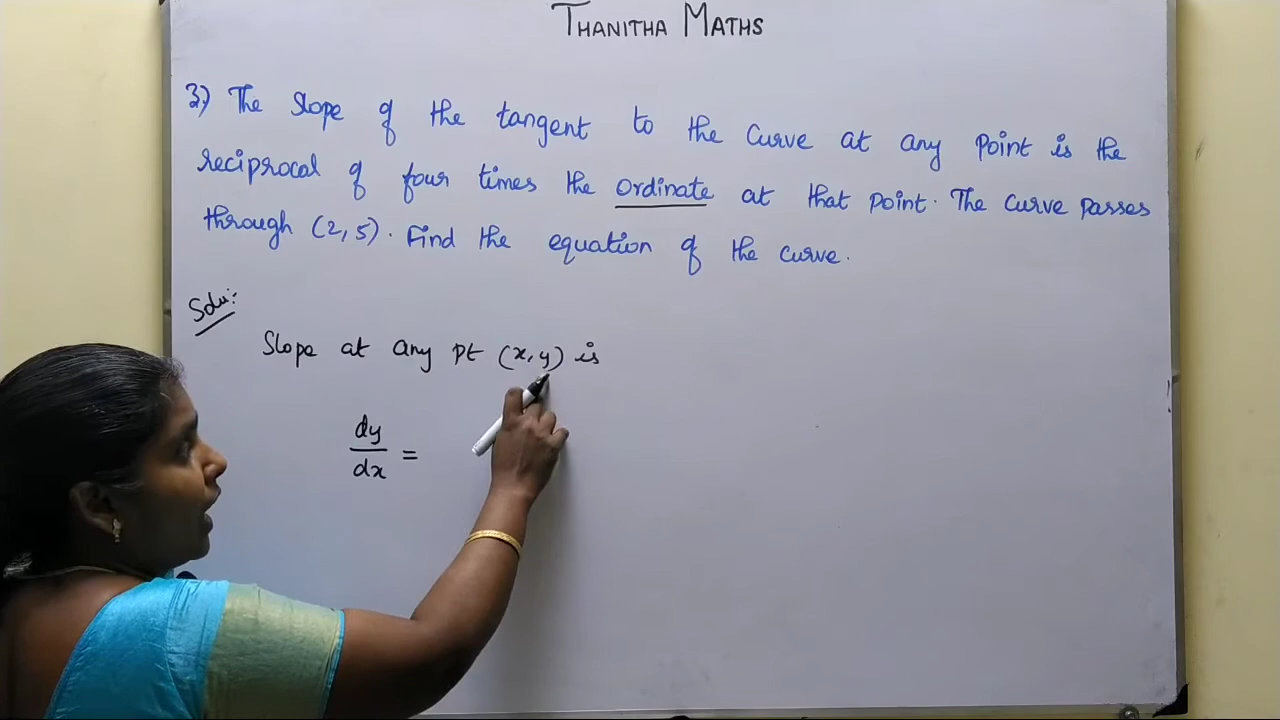 THANITHA MATHS
3) The slope of the tangent to the curve at any point is the
reciprocal of four times the ordinate at that point. The curve passes
through (2, 5). Find the equation of the curve.
Solu:
Slope at any pt (x, y) is
dy
dx =